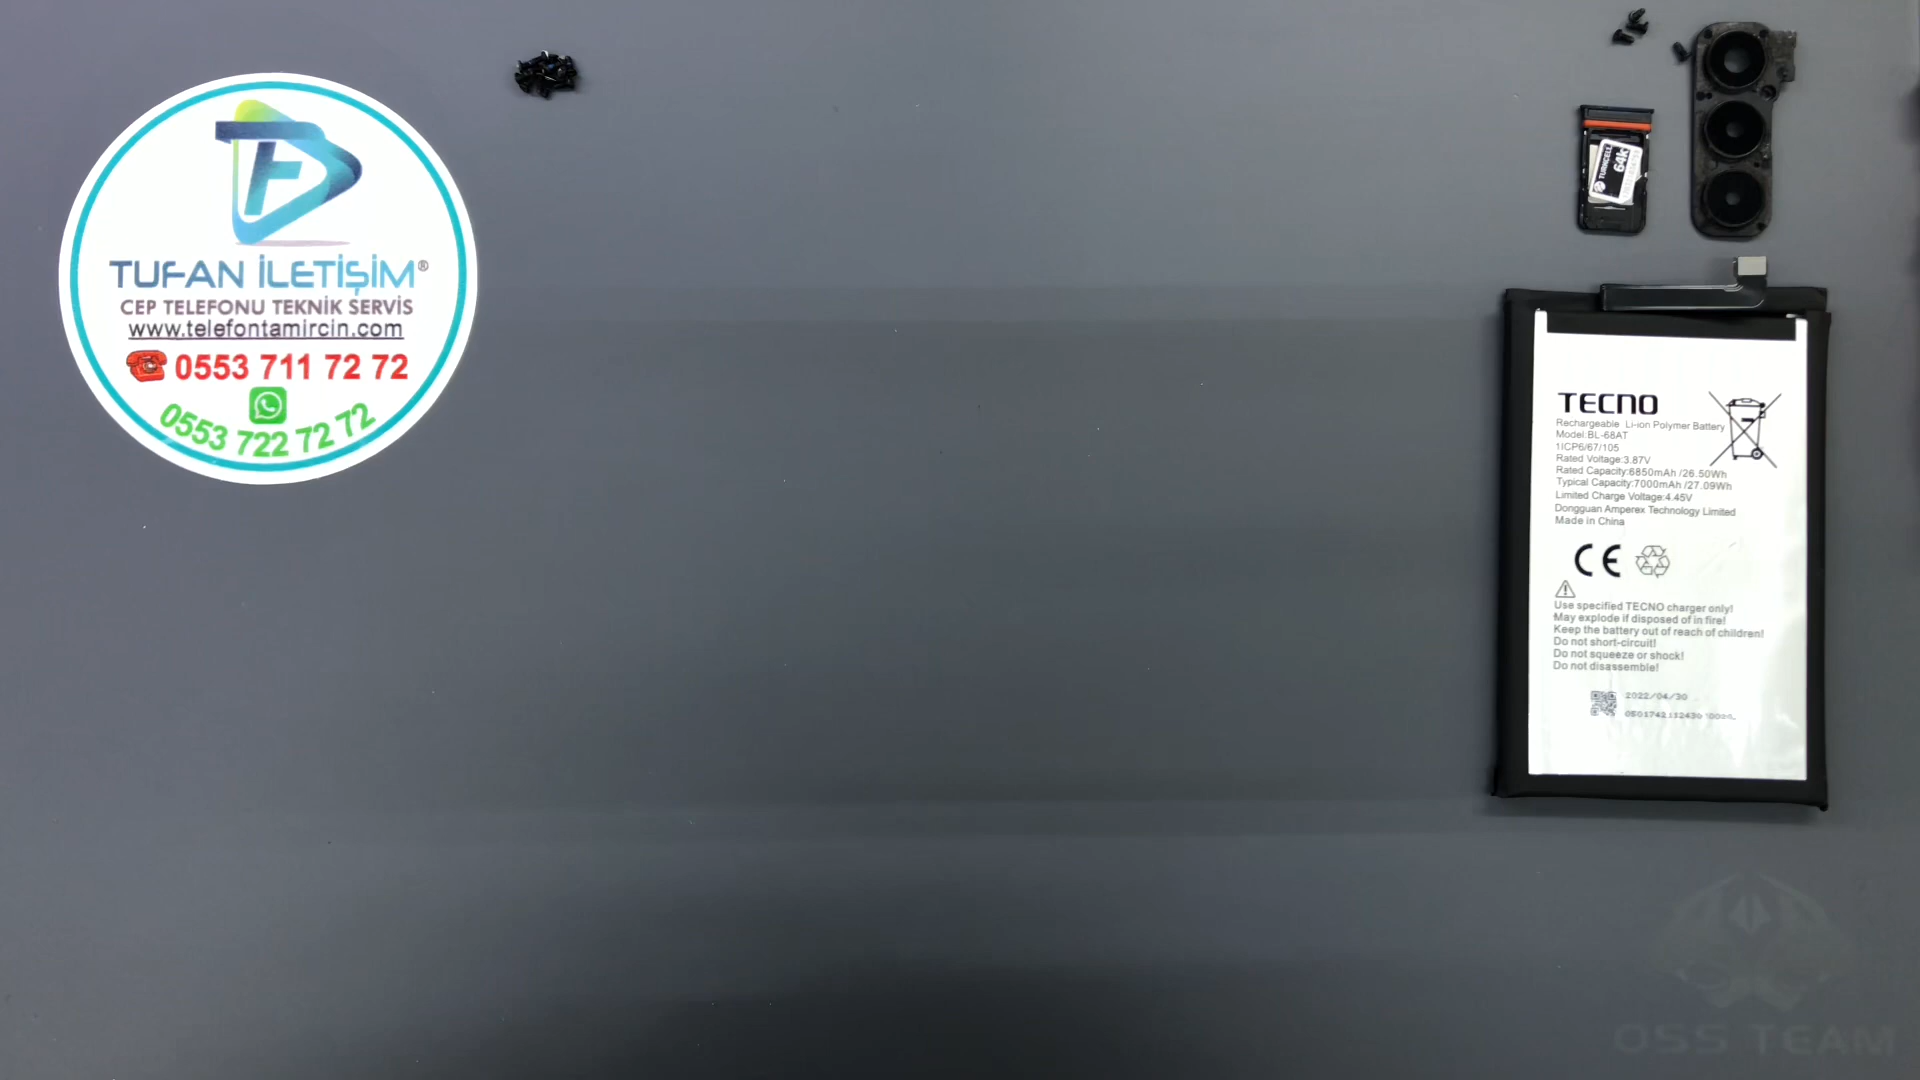 TUFAN İLETİŞİM®
CEP TELEFONU TEKNİK SERVİS
www.telefontamircin.com
0553 711 72 72
0553 722 72 72
TURKCELL
64K
TECNO
Rechargeable Li-ion Polymer Battery
Model:BL-68AT
1ICP6/67/105
Rated Voltage:3.87V
Rated Capacity:6850mAh /26.50Wh
Typical Capacity:7000mAh /27.09Wh
Limited Charge Voltage:4.45V
Dongguan Amperex Technology Limited
Made in China
CE
Use specified TECNO charger only!
May explode if disposed of in fire!
Keep the battery out of reach of children!
Do not short-circuit!
Do not squeeze or shock!
Do not disassemble!
2022/04/30
OSS TEAM